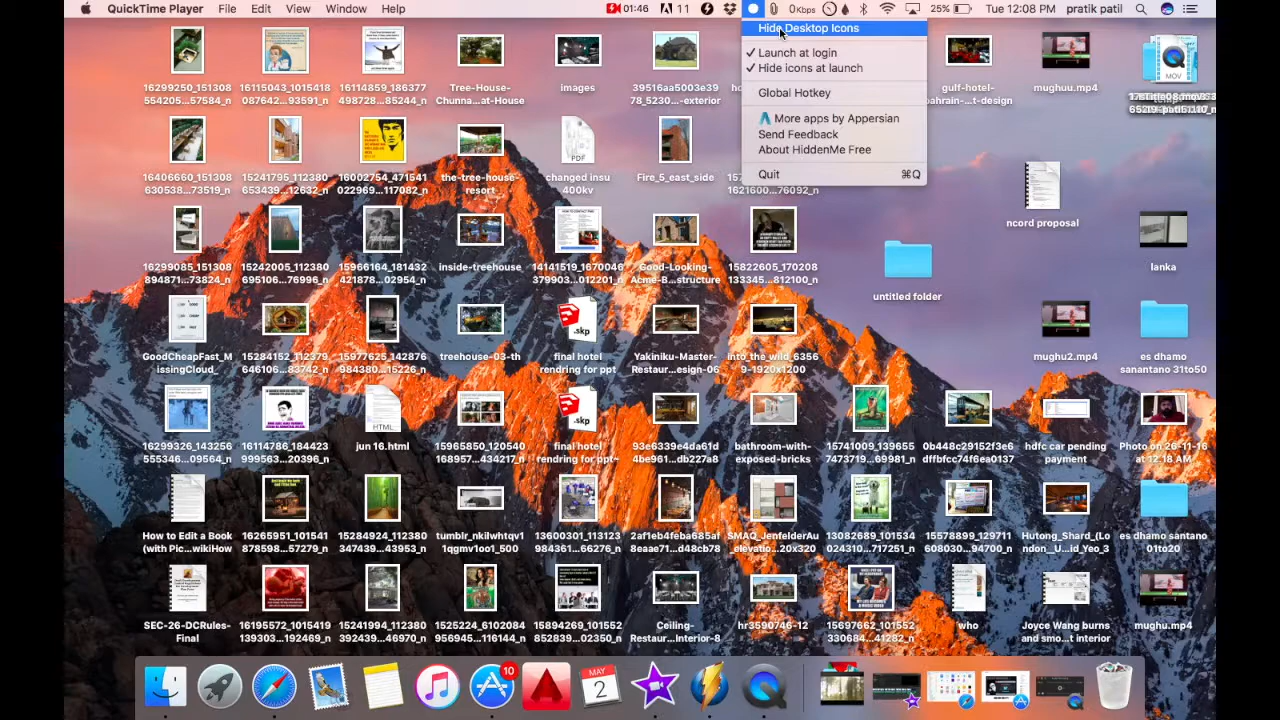 QuickTime Player File Edit View Window Help 01:46 11 0Kbps 25% Tue 12:08 PM pratik patil
Hide Desktop Icons
✓ Launch at login
✓ Hide icons at launch
Global Hotkey
More apps by Appersian
Send Feedback
About HiddenMe Free
Quit ⌘Q
16299250_151308
554205...57584_n
16115043_1015418
087642...93591_n
16114859_186377
498728...85244_n
Tree-House-
Chunna...at-House
images
39516aa5003e39
78_5230...-exterior
gulf-hotel-
bahrain-...t-design
mughuu.mp4
MOV
16406660_151308
630538...73519_n
15241795_112380
653439...12632_n
16002754_471541
022969...117082_n
the-tree-house-
resort
PDF
changed insu
400kv
Fire_5_east_side
1621600...76092_n
ncord proposal
16299085_151308
894871...73824_n
15242005_112380
695106...76996_n
15966164_181432
421878...02954_n
inside-treehouse
14141519_1670046
379903...012201_n
Good-Looking-
Acme-B...structure
15822605_170208
133345...812100_n
untitled folder
lanka
GoodCheapFast_M
issingCloud_
15284152_112379
646106...83742_n
15977625_142876
984380...15226_n
treehouse-03-th
.skp
final hotel
rendring for ppt
Yakiniku-Master-
Restaur...esign-06
into_the_wild_6356
9-1920x1200
mughu2.mp4
es dhamo
sanantano 31to50
16299326_143256
555346...09564_n
16114786_184423
999563...20396_n
HTML
jun 16.html
15965850_120540
168957...434217_n
.skp
final hotel
rendring for ppt~
93e6339e4da61d
4be961...db227a8
bathroom-with-
exposed-bricks
15741009_139655
7473719...69981_n
0b448c29152f3e6
dffbfcc74f6ea0137
hdfc car pending
payment
Photo on 26-11-16
at 12.18 AM
How to Edit a Book
(with Pic...wikiHow
16265951_101541
878598...57279_n
15284924_112380
347439...43953_n
tumblr_nkilwhtqv1
1qgmv1oo1_500
13600301_113123
984361...66276_n
2af1eb4feba685af
8eaae71...d48cb78
SMAQ_JenfelderAu
elevatio...20x320
13082689_101534
024310...717251_n
15578899_129711
608030...94700_n
Hutong_Shard_(Lo
ndon__U...id_Yeo_3
es dhamo santano
01to20
SEC-26-DCRules-
Final
16195572_1015419
139303...192469_n
15241994_112380
392439...46970_n
1525224_6102084
956945...116144_n
15894269_101552
852839...02350_n
Ceiling-
Restaur...Interior-8
hr3590746-12
15697662_101552
330684...41282_n
who
Joyce Wang burns
and smo...t interior
mughu.mp4
10
MAY
2